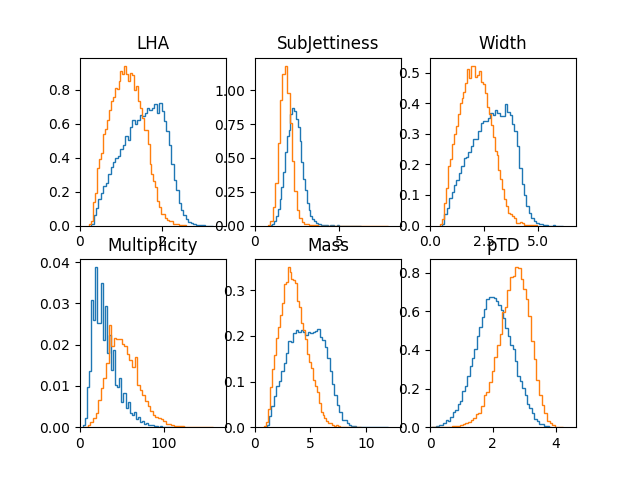 LHA SubJettiness Width
0.8 1.00 0.5
0.6 0.75 0.4
0.4 0.50 0.3
0.2 0.25 0.2
0.0 0.00 0.1
0.0
0 2 0 5 0.0 2.5 5.0
Multiplicity Mass pTD
0.04 0.3 0.8
0.03 0.2 0.6
0.02 0.1 0.4
0.01 0.0 0.2
0.00 0.0
0 100 0 5 10 0 2 4